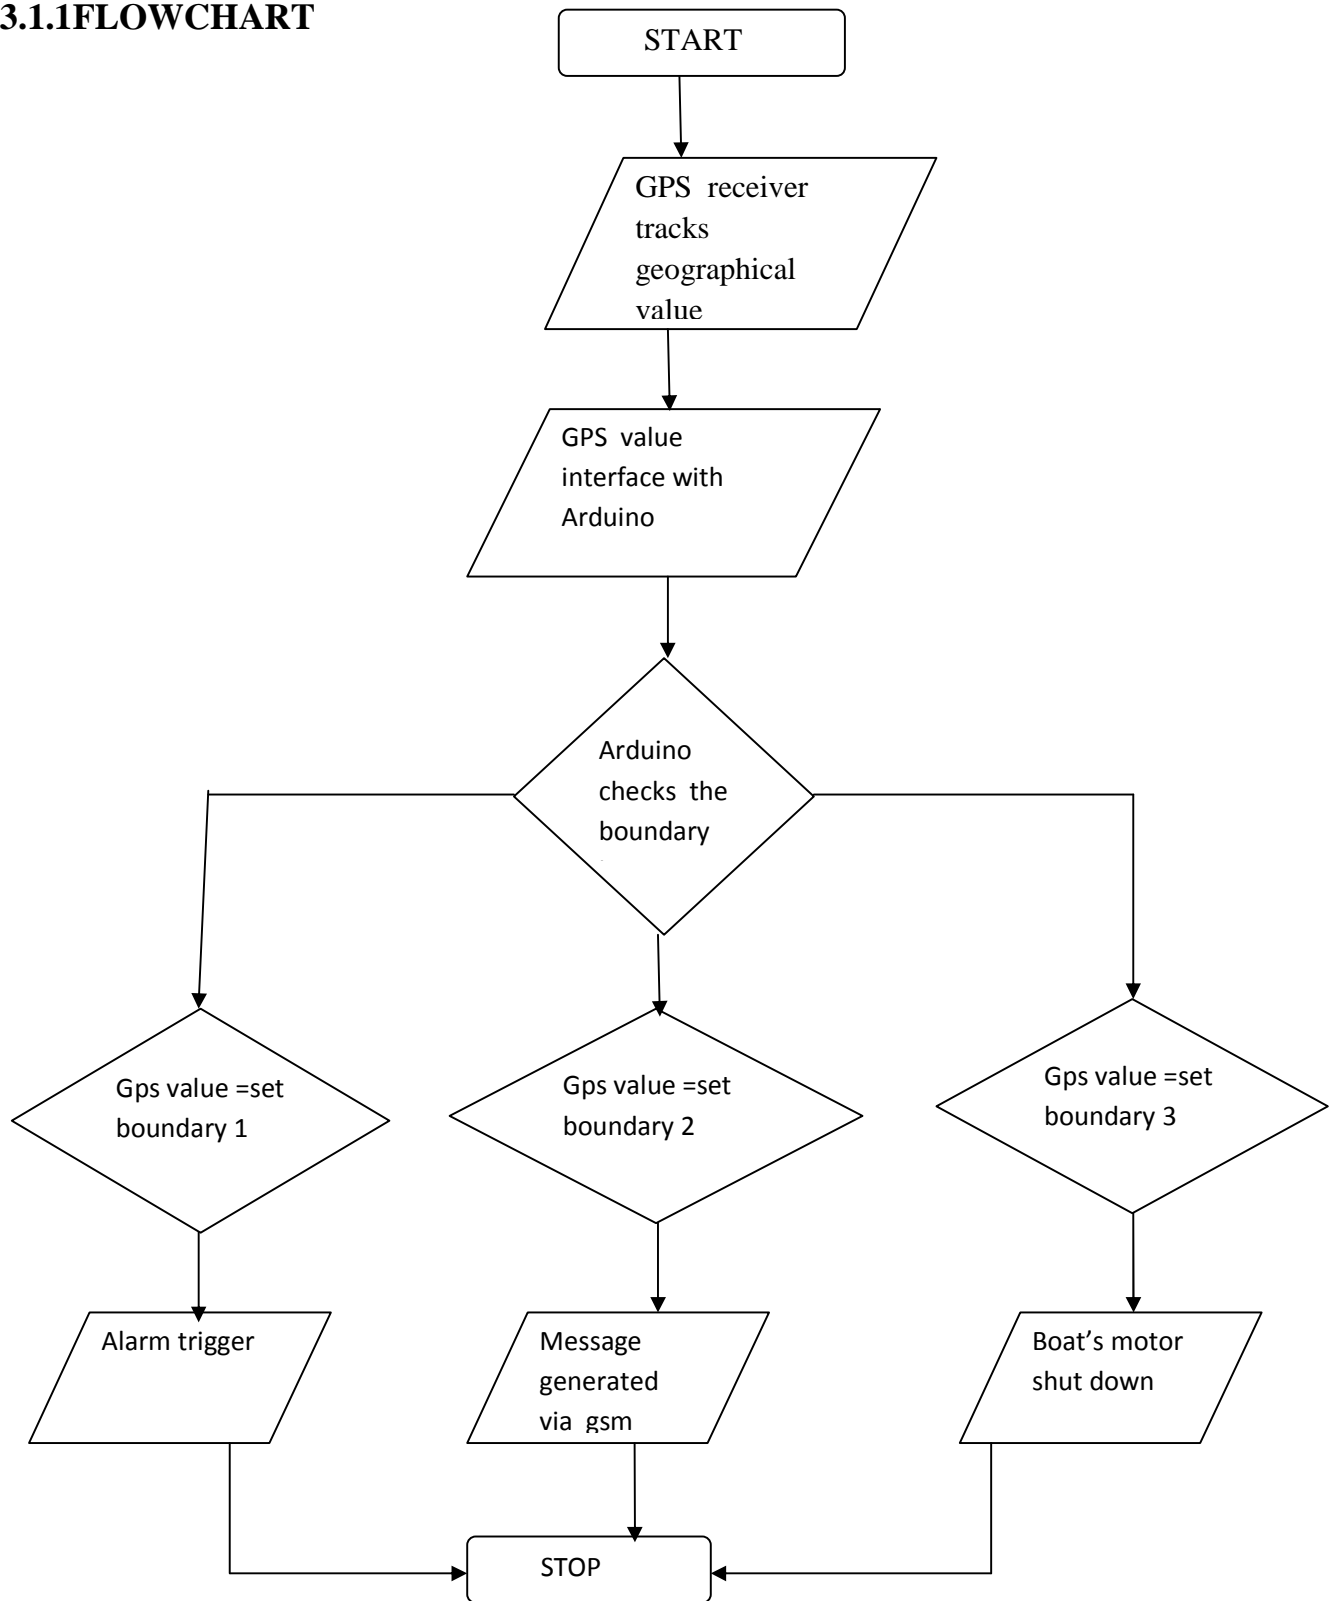 3.1.1FLOWCHART
START
GPS receiver
tracks
geographical
value
GPS value
interface with
Arduino
Arduino
checks the
boundary
Gps value =set
boundary 1
Gps value =set
boundary 2
Gps value =set
boundary 3
Alarm trigger
Message
generated
via gsm
Boat’s motor
shut down
STOP